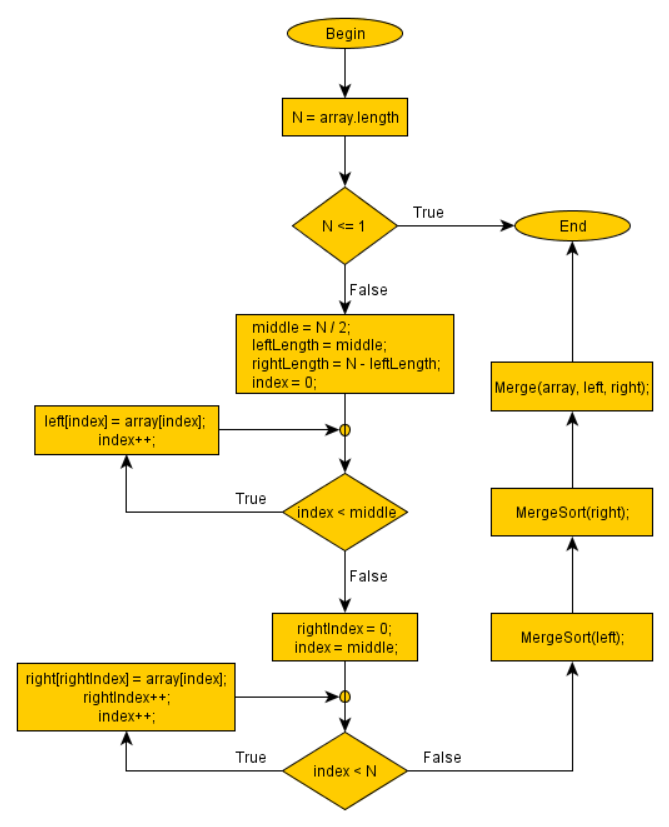 Begin
N = array.length
N <= 1
True
End
False
middle = N / 2;
leftLength = middle;
rightLength = N - leftLength;
index = 0;
left[index] = array[index];
index++;
True
index < middle
False
rightIndex = 0;
index = middle;
right[rightIndex] = array[index];
rightIndex++;
index++;
True
index < N
False
MergeSort(left);
MergeSort(right);
Merge(array, left, right);